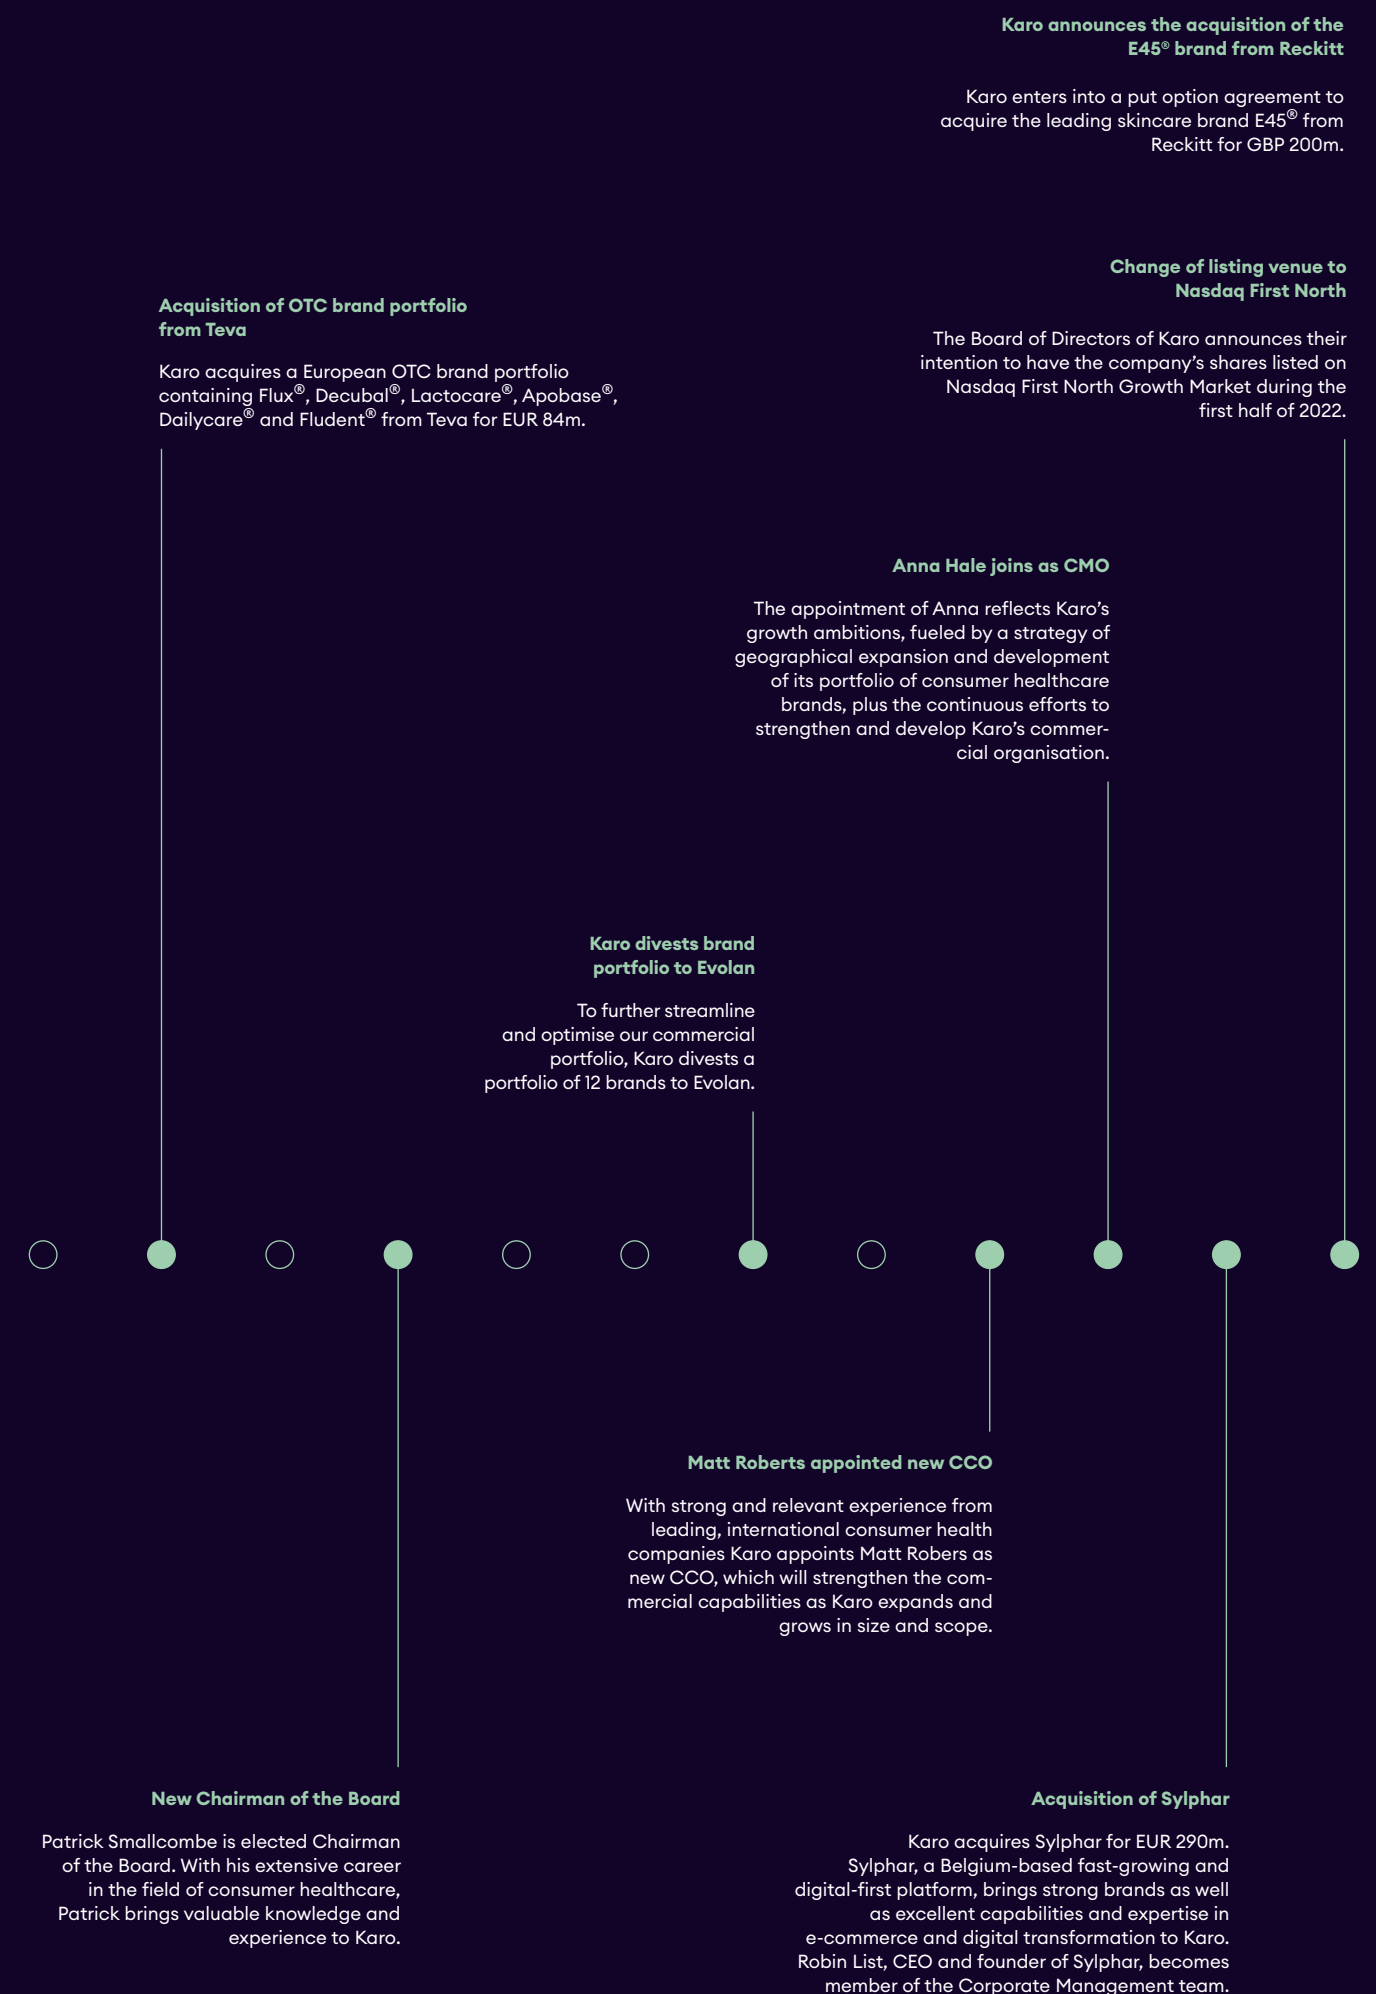 Karo announces the acquisition of the
E45® brand from Reckitt
Karo enters into a put option agreement to
acquire the leading skincare brand E45® from
Reckitt for GBP 200m.
Change of listing venue to
Nasdaq First North
The Board of Directors of Karo announces their
intention to have the company’s shares listed on
Nasdaq First North Growth Market during the
first half of 2022.
Acquisition of OTC brand portfolio
from Teva
Karo acquires a European OTC brand portfolio
containing Flux®, Decubal®, Lactocare®, Apobase®,
Dailycare® and Fludent® from Teva for EUR 84m.
Anna Hale joins as CMO
The appointment of Anna reflects Karo’s
growth ambitions, fueled by a strategy of
geographical expansion and development
of its portfolio of consumer healthcare
brands, plus the continuous efforts to
strengthen and develop Karo’s commer-
cial organisation.
Karo divests brand
portfolio to Evolan
To further streamline
and optimise our commercial
portfolio, Karo divests a
portfolio of 12 brands to Evolan.
Matt Roberts appointed new CCO
With strong and relevant experience from
leading, international consumer health
companies Karo appoints Matt Robers as
new CCO, which will strengthen the com-
mercial capabilities as Karo expands and
grows in size and scope.
New Chairman of the Board
Patrick Smallcombe is elected Chairman
of the Board. With his extensive career
in the field of consumer healthcare,
Patrick brings valuable knowledge and
experience to Karo.
Acquisition of Sylphar
Karo acquires Sylphar for EUR 290m.
Sylphar, a Belgium-based fast-growing and
digital-first platform, brings strong brands as well
as excellent capabilities and expertise in
e-commerce and digital transformation to Karo.
Robin List, CEO and founder of Sylphar, becomes
member of the Corporate Management team.